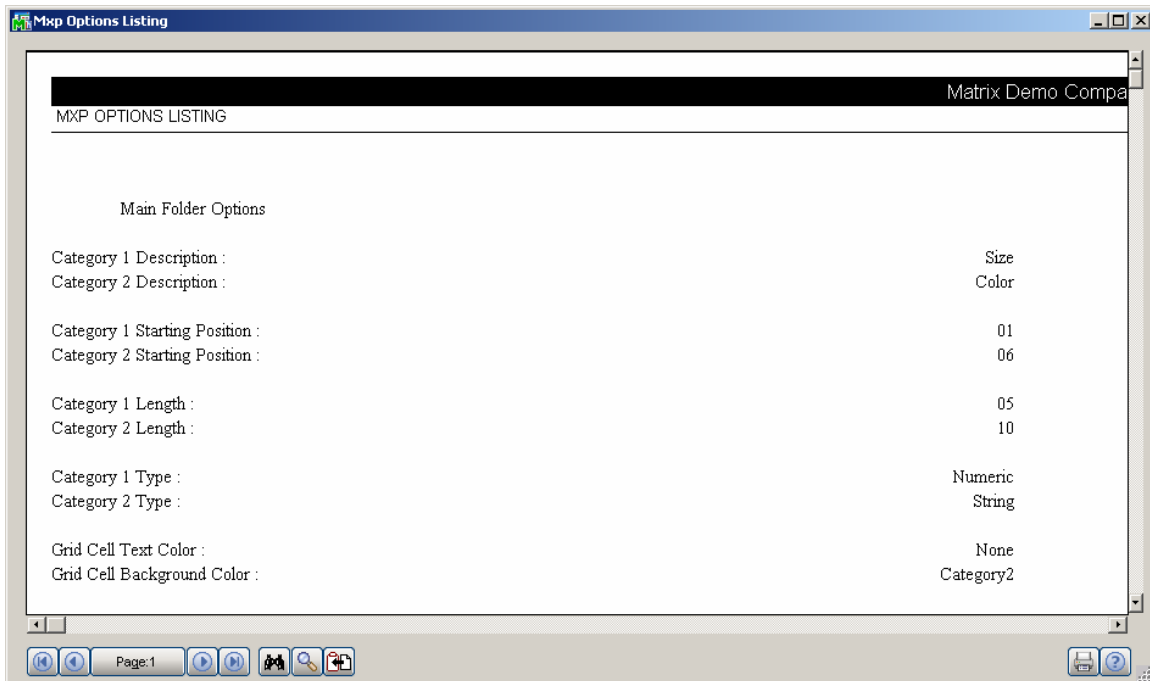 Mxp Options Listing
Matrix Demo Compa
MXP OPTIONS LISTING
Main Folder Options
Category 1 Description : Size
Category 2 Description : Color
Category 1 Starting Position : 01
Category 2 Starting Position : 06
Category 1 Length : 05
Category 2 Length : 10
Category 1 Type : Numeric
Category 2 Type : String
Grid Cell Text Color : None
Grid Cell Background Color : Category2
Page:1